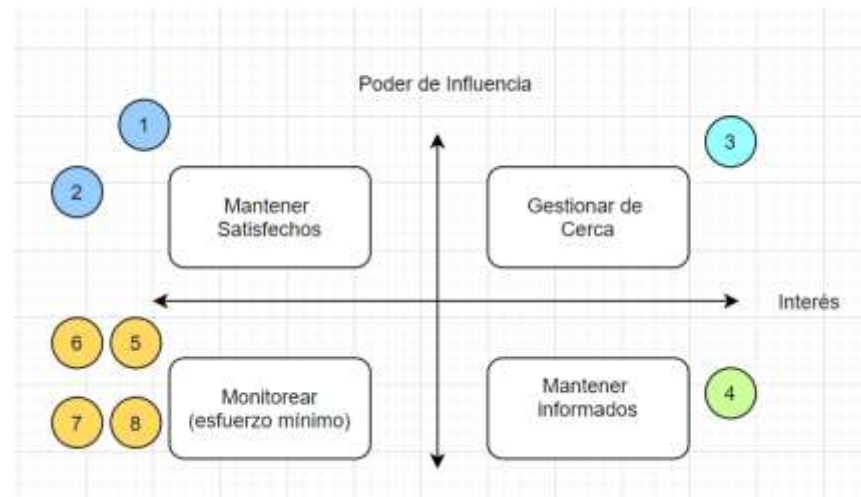 Poder de Influencia
1
3
2
Mantener
Satisfechos
Gestionar de
Cerca
Interés
6
5
Monitorear
(esfuerzo mínimo)
Mantener
informados
4
7
8